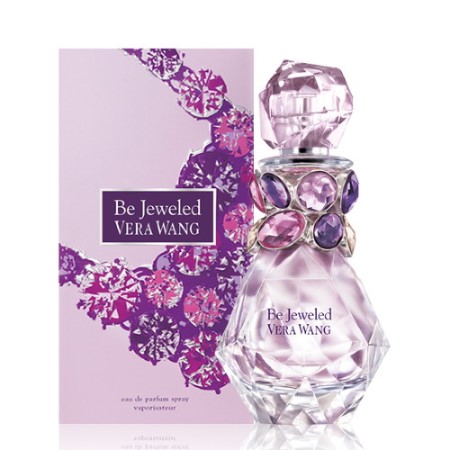 Be Jeweled
VERA WANG
eau de parfum spray
vaporisateur
Be Jeweled
VERA WANG